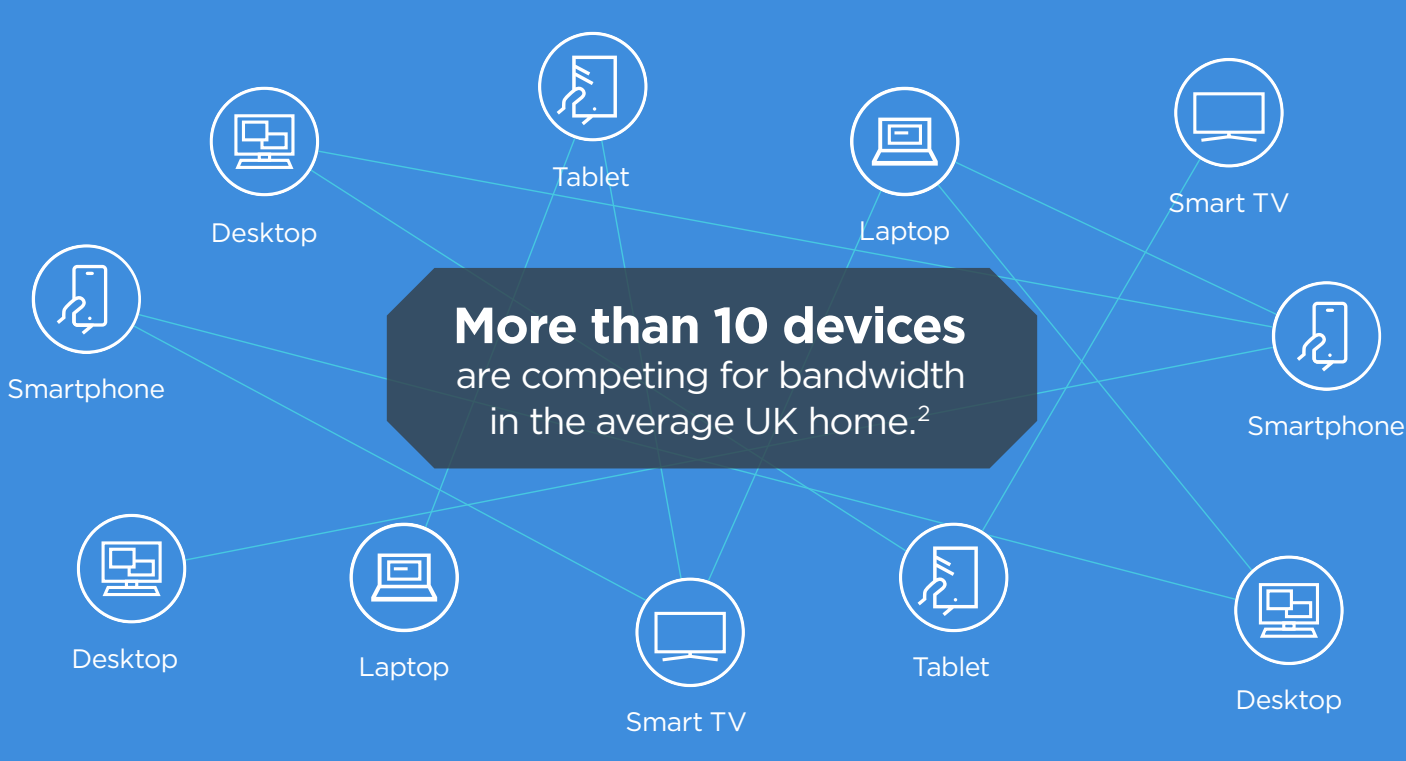 Tablet
Desktop
Laptop
Smart TV
Smartphone
More than 10 devices
are competing for bandwidth
in the average UK home.²
Smartphone
Desktop
Laptop
Smart TV
Tablet
Desktop